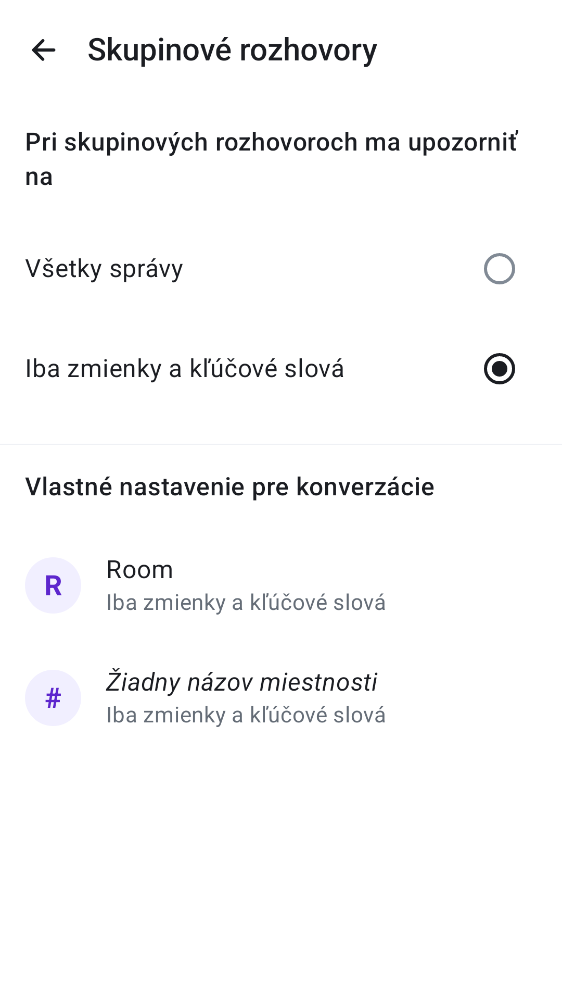 Skupinové rozhovory
Pri skupinových rozhovoroch ma upozorniť
na
Všetky správy
Iba zmienky a kľúčové slová
Vlastné nastavenie pre konverzácie
R
Room
Iba zmienky a kľúčové slová
#
Žiadny názov miestnosti
Iba zmienky a kľúčové slová